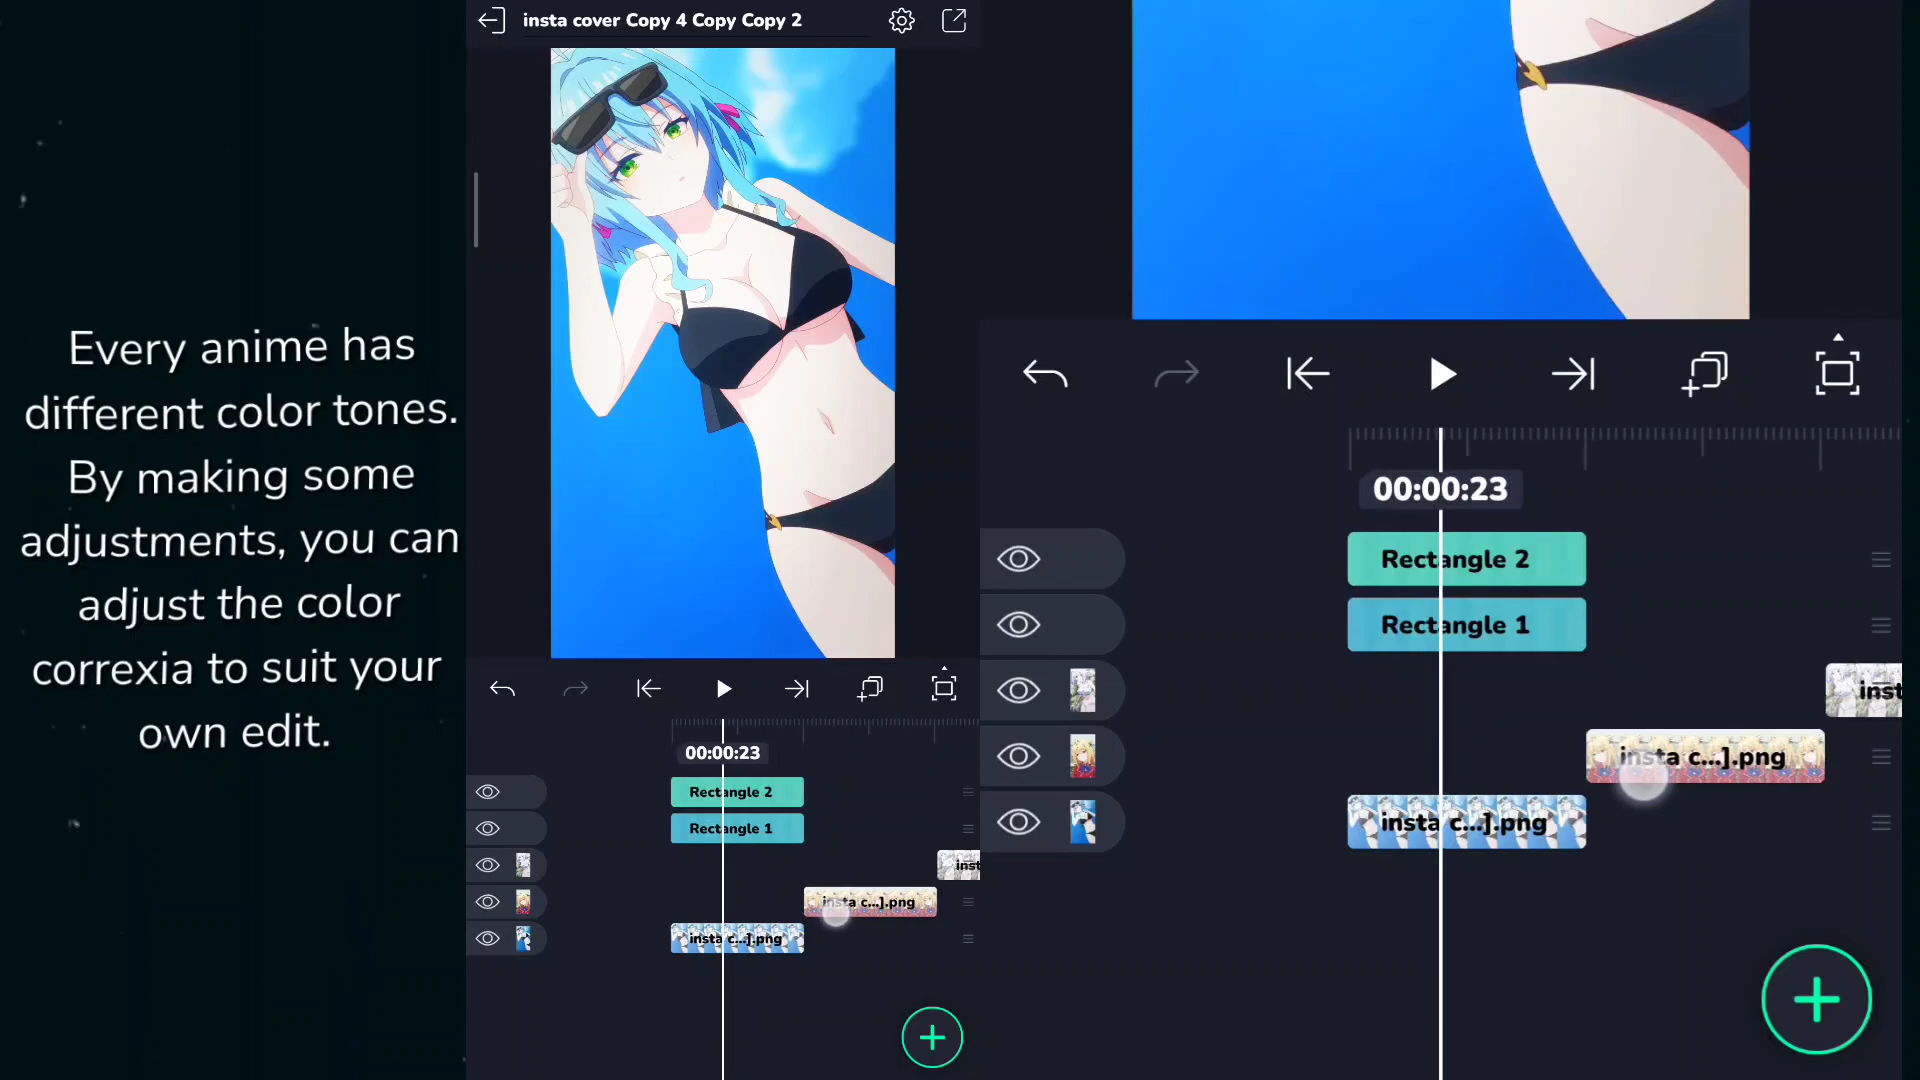 Every anime has
different color tones.
By making some
adjustments, you can
adjust the color
correxia to suit your
own edit.
insta cover Copy 4 Copy Copy 2
00:00:23
Rectangle 2
Rectangle 1
inst
insta c...].png
insta c...].png
00:00:23
Rectangle 2
Rectangle 1
inst
insta c...].png
insta c...].png